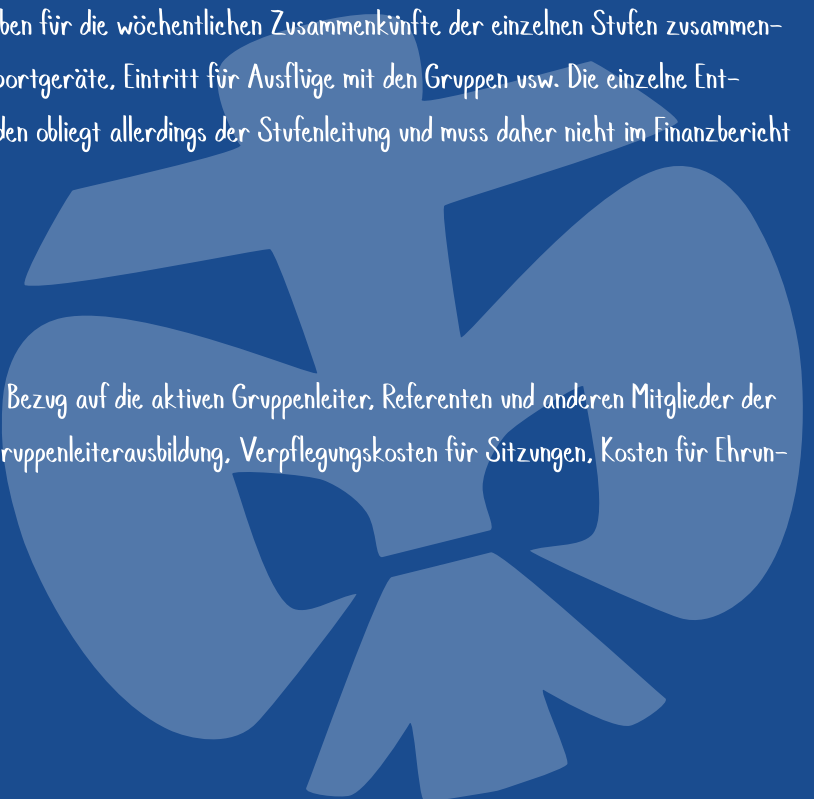 ben für die wöchentlichen Zusammenkünfte der einzelnen Stufen zusammen-
portgeräte, Eintritt für Ausflüge mit den Gruppen usw. Die einzelne Ent-
den obliegt allerdings der Stufenleitung und muss daher nicht im Finanzbericht
Bezug auf die aktiven Gruppenleiter, Referenten und anderen Mitglieder der
ruppenleiterausbildung, Verpflegungskosten für Sitzungen, Kosten für Ehrun-